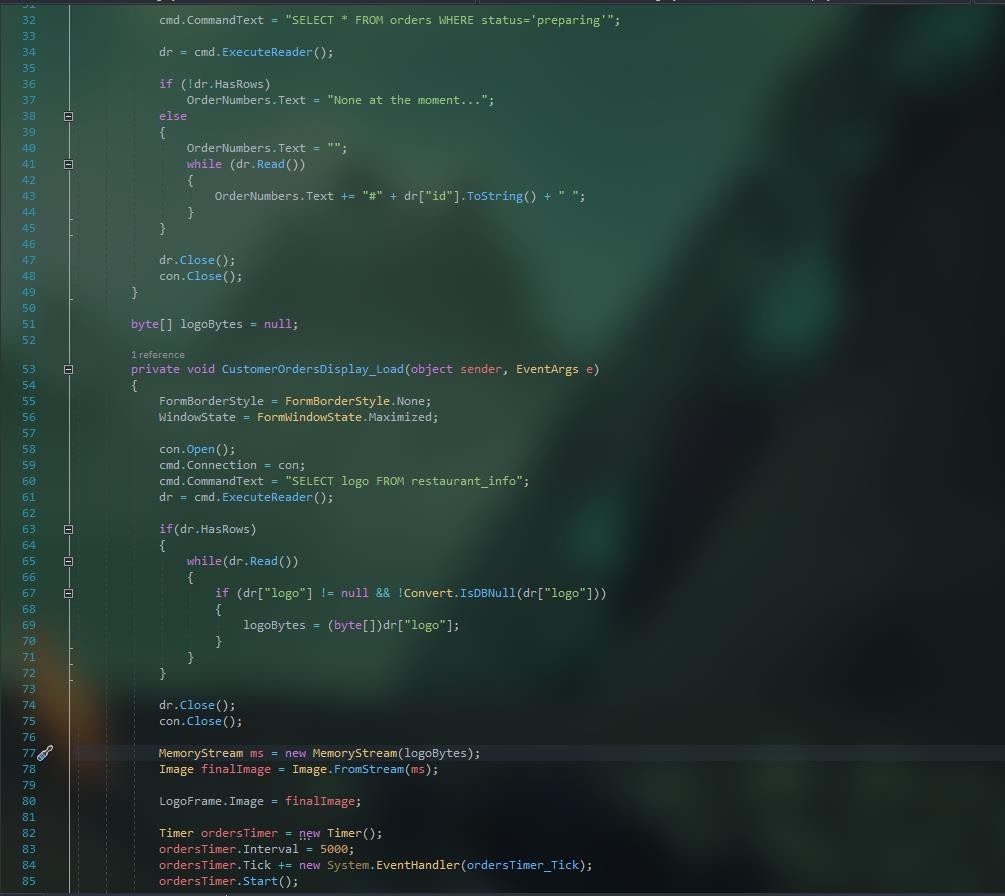 32 cmd.CommandText = "SELECT * FROM orders WHERE status='preparing'";
33
34 dr = cmd.ExecuteReader();
35
36 if (!dr.HasRows)
37 OrderNumbers.Text = "None at the moment...";
38 else
39 {
40 OrderNumbers.Text = "";
41 while (dr.Read())
42 {
43 OrderNumbers.Text += "#" + dr["id"].ToString() + " ";
44 }
45 }
46
47 dr.Close();
48 con.Close();
49 }
50
51 byte[] logoBytes = null;
52
1 reference
53 private void CustomerOrdersDisplay_Load(object sender, EventArgs e)
54 {
55 FormBorderStyle = FormBorderStyle.None;
56 WindowState = FormWindowState.Maximized;
57
58 con.Open();
59 cmd.Connection = con;
60 cmd.CommandText = "SELECT logo FROM restaurant_info";
61 dr = cmd.ExecuteReader();
62
63 if(dr.HasRows)
64 {
65 while(dr.Read())
66 {
67 if (dr["logo"] != null && !Convert.IsDBNull(dr["logo"]))
68 {
69 logoBytes = (byte[])dr["logo"];
70 }
71 }
72 }
73
74 dr.Close();
75 con.Close();
76
77 MemoryStream ms = new MemoryStream(logoBytes);
78 Image finalImage = Image.FromStream(ms);
79
80 LogoFrame.Image = finalImage;
81
82 Timer ordersTimer = new Timer();
83 ordersTimer.Interval = 5000;
84 ordersTimer.Tick += new System.EventHandler(ordersTimer_Tick);
85 ordersTimer.Start();